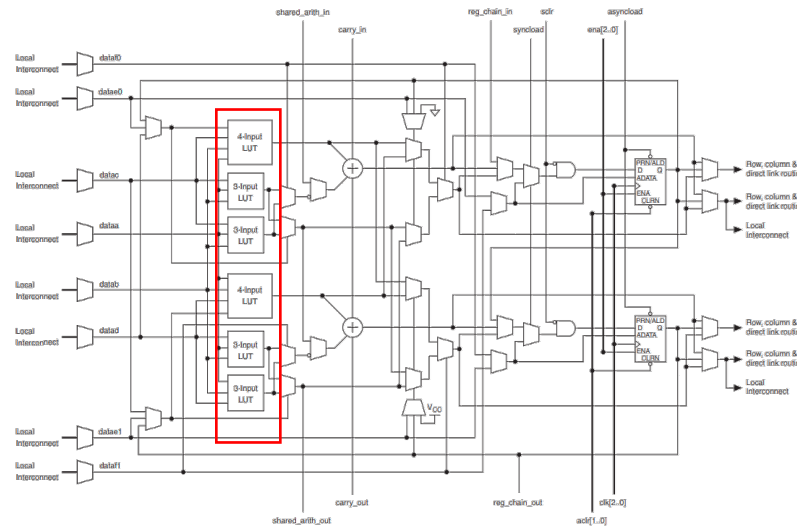 shared_arith_in
carry_in
reg_chain_in
sclr
syncload
asyncload
ena[2..0]
Local
Interconnect
dataf0
Local
Interconnect
datae0
4-Input
LUT
Local
Interconnect
datac
3-Input
LUT
Local
Interconnect
dataa
3-Input
LUT
Local
Interconnect
datab
4-Input
LUT
Local
Interconnect
datad
3-Input
LUT
3-Input
LUT
Local
Interconnect
datae1
Local
Interconnect
dataf1
+
+
VCC
PRN/ALD
D Q
ADATA
ENA
CLRN
Row, column &
direct link routi
Row, column &
direct link routi
Local
Interconnect
PRN/ALD
D Q
ADATA
ENA
CLRN
Row, column &
direct link routi
Row, column &
direct link routi
Local
Interconnect
carry_out
shared_arith_out
reg_chain_out
clk[2..0]
aclr[1..0]